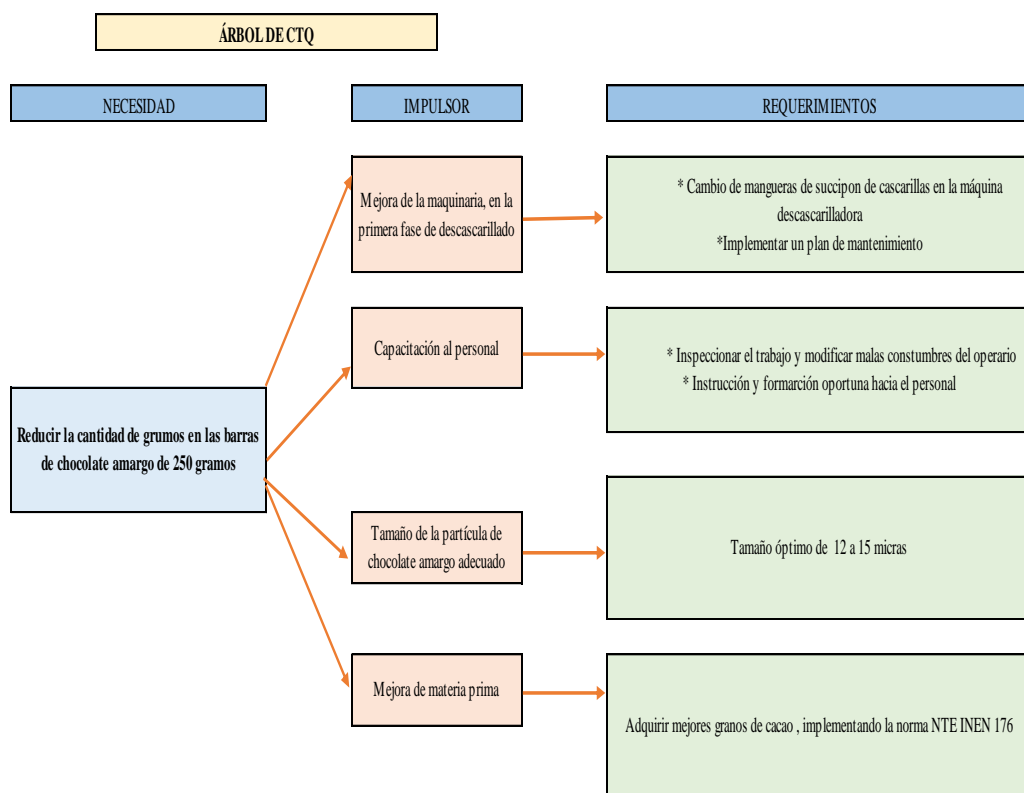 ÁRBOL DE CTQ
NECESIDAD
IMPULSOR
REQUERIMIENTOS
Reducir la cantidad de grumos en las barras
de chocolate amargo de 250 gramos
Mejora de la maquinaria, en la
primera fase de descascarillado
* Cambio de mangueras de succipon de cascarillas en la máquina
descascarilladora
*Implementar un plan de mantenimiento
Capacitación al personal
* Inspeccionar el trabajo y modificar malas constumbres del operario
* Instrucción y formarción oportuna hacia el personal
Tamaño de la partícula de
chocolate amargo adecuado
Tamaño óptimo de 12 a 15 micras
Mejora de materia prima
Adquirir mejores granos de cacao , implementando la norma NTE INEN 176